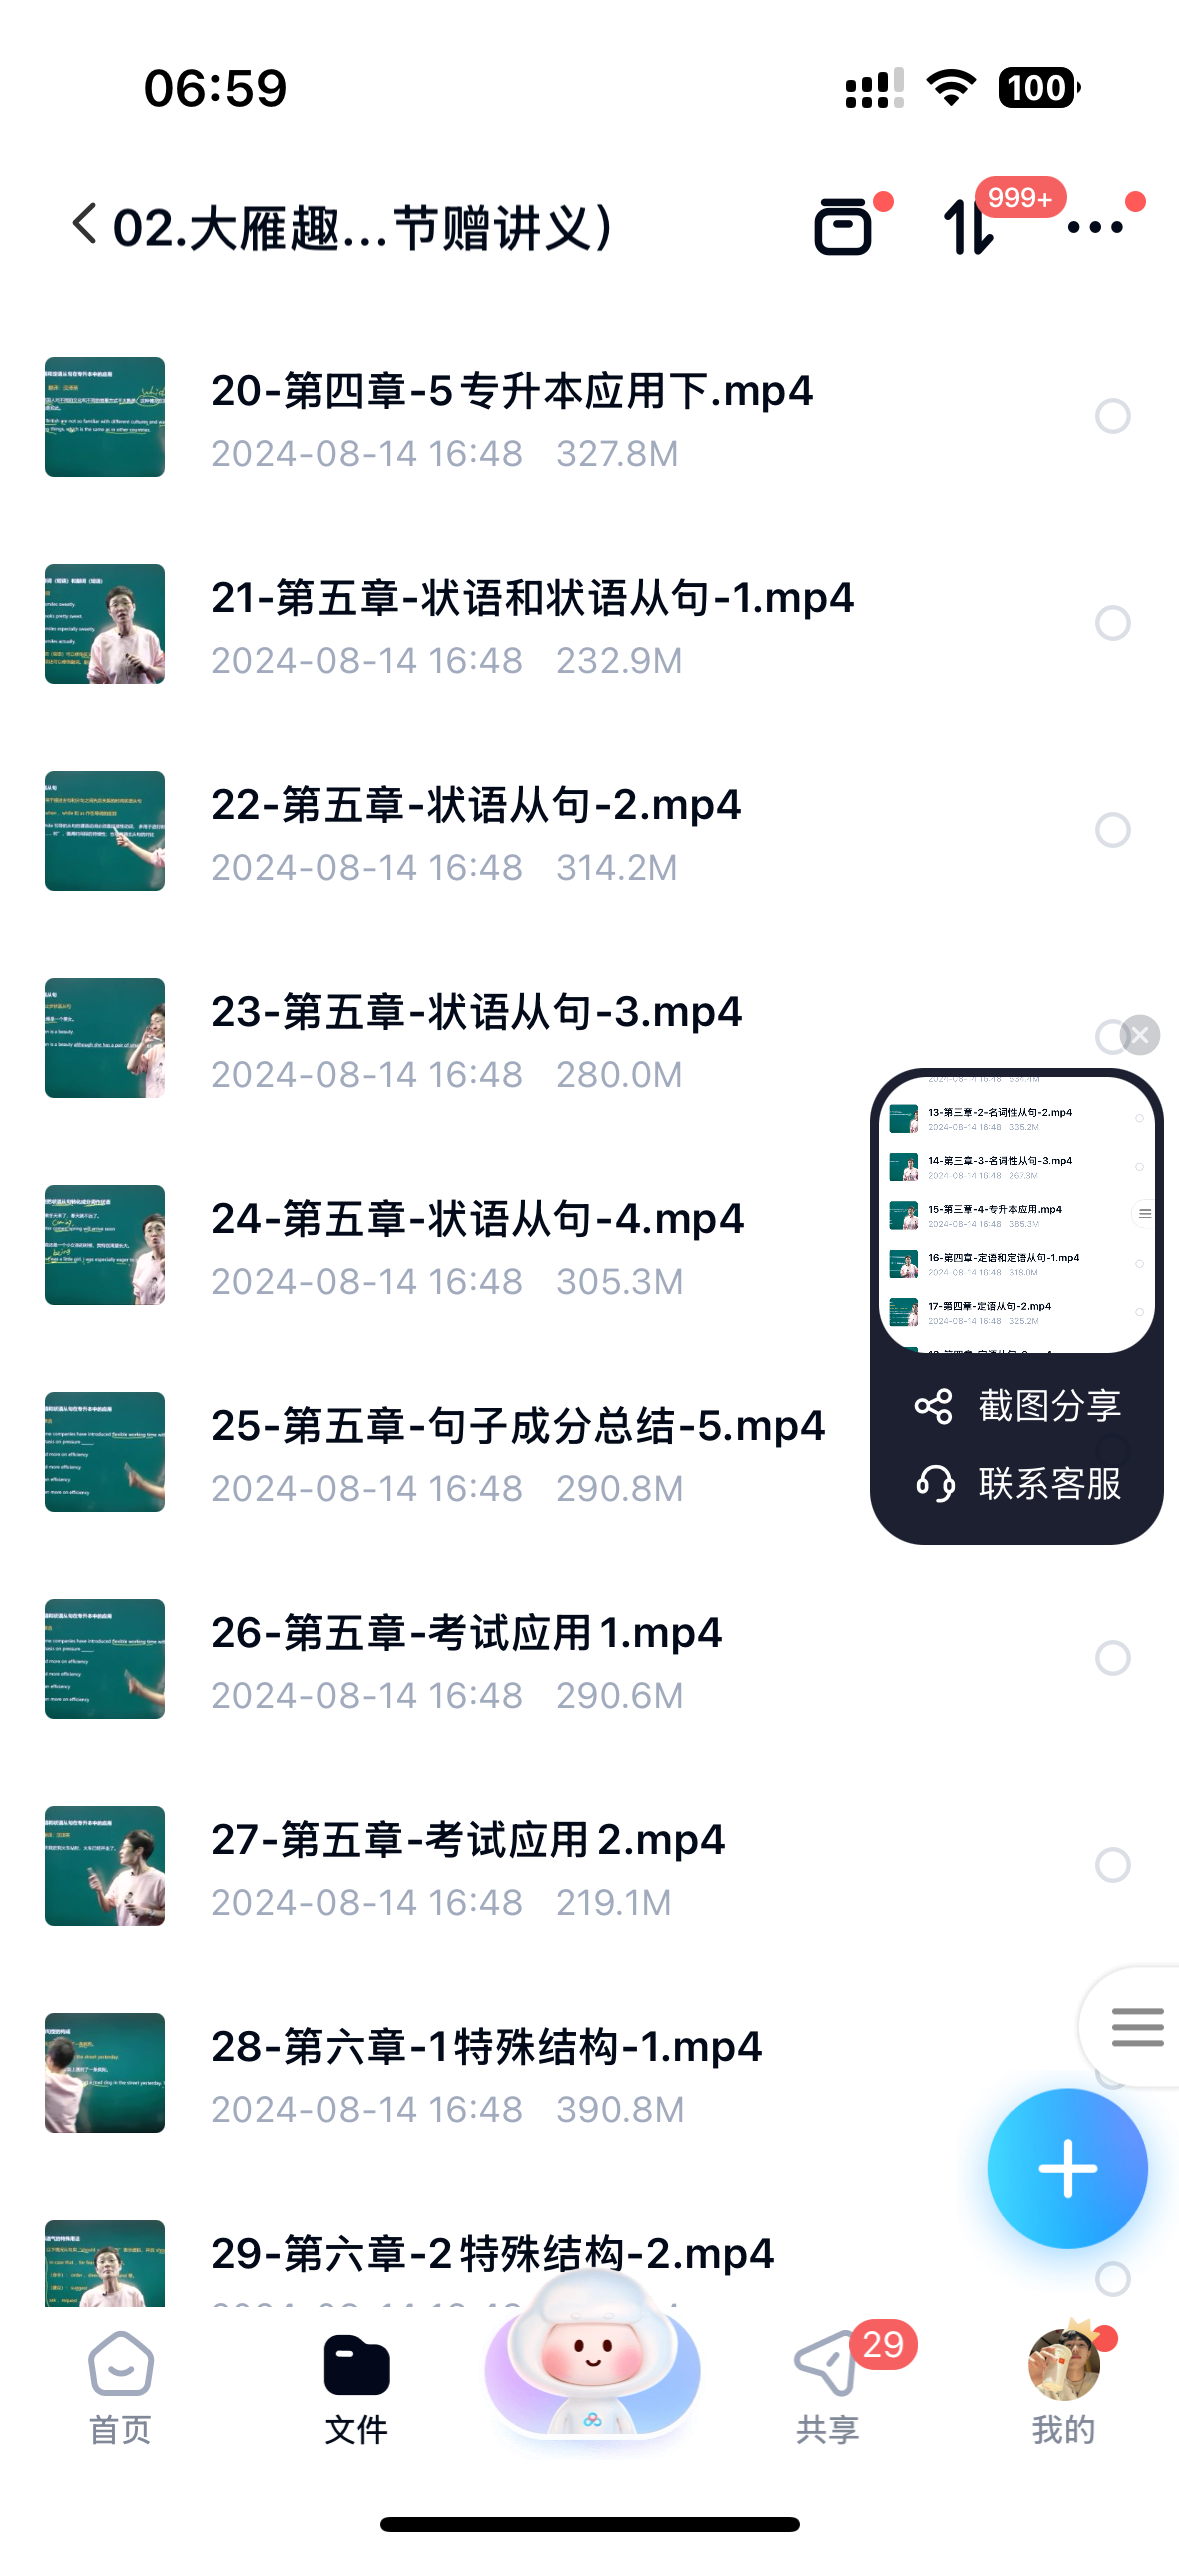 06:59
100
02.大雁趣...节赠讲义）
999+
20-第四章-5专升本应用下.mp4
2024-08-14 16:48 327.8M
21-第五章-状语和状语从句-1.mp4
2024-08-14 16:48 232.9M
22-第五章-状语从句-2.mp4
2024-08-14 16:48 314.2M
23-第五章-状语从句-3.mp4
2024-08-14 16:48 280.0M
13-第三章-2-名词性从句-2.mp4
2024-08-14 16:48 335.2M
14-第三章-3-名词性从句-3.mp4
2024-08-14 16:48 267.3M
15-第三章-4-专升本应用.mp4
2024-08-14 16:48 385.3M
16-第四章-定语和定语从句-1.mp4
2024-08-14 16:48 318.0M
17-第四章-定语从句-2.mp4
2024-08-14 16:48 325.2M
截图分享
联系客服
24-第五章-状语从句-4.mp4
2024-08-14 16:48 305.3M
25-第五章-句子成分总结-5.mp4
2024-08-14 16:48 290.8M
26-第五章-考试应用1.mp4
2024-08-14 16:48 290.6M
27-第五章-考试应用2.mp4
2024-08-14 16:48 219.1M
28-第六章-1特殊结构-1.mp4
2024-08-14 16:48 390.8M
29-第六章-2特殊结构-2.mp4
首页
文件
29
共享
我的